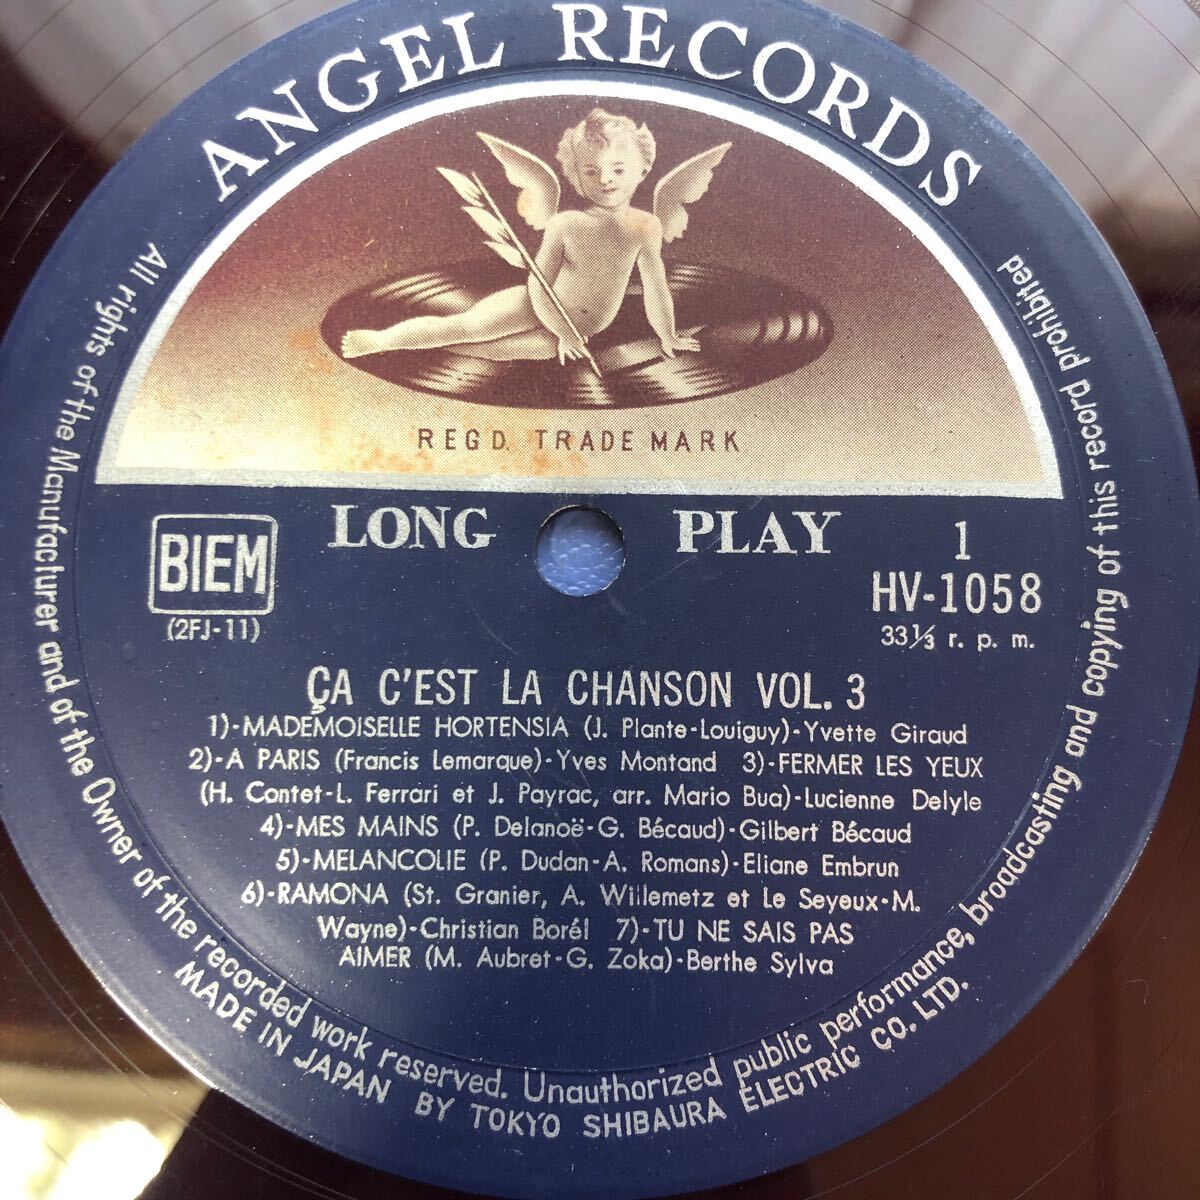 ANGEL RECORDS
REGD. TRADE MARK
LONG PLAY
BIEM
(2FJ-11)
1
HV-1058
33⅓ r. p. m.
ÇA C'EST LA CHANSON VOL. 3
1)-MADEMOISELLE HORTENSIA (J. Plante-Louiguy)-Yvette Giraud
2)-A PARIS (Francis Lemarque)-Yves Montand 3)-FERMER LES YEUX
(H. Contet-L. Ferrari et J. Payrac, arr. Mario Bua)-Lucienne Delyle
4)-MES MAINS (P. Delanoë-G. Bécaud)-Gilbert Bécaud
5)-MELANCOLIE (P. Dudan-A. Romans)-Eliane Embrun
6)-RAMONA (St. Granier, A. Willemetz et Le Seyeux-M.
Wayne)-Christian Borél 7)-TU NE SAIS PAS
AIMER (M. Aubret-G. Zoka)-Berthe Sylva
All rights of the Manufacturer and of the Owner of the recorded work reserved. Unauthorized public performance, broadcasting and copying of this record prohibited
MADE IN JAPAN BY TOKYO SHIBAURA ELECTRIC CO. LTD.